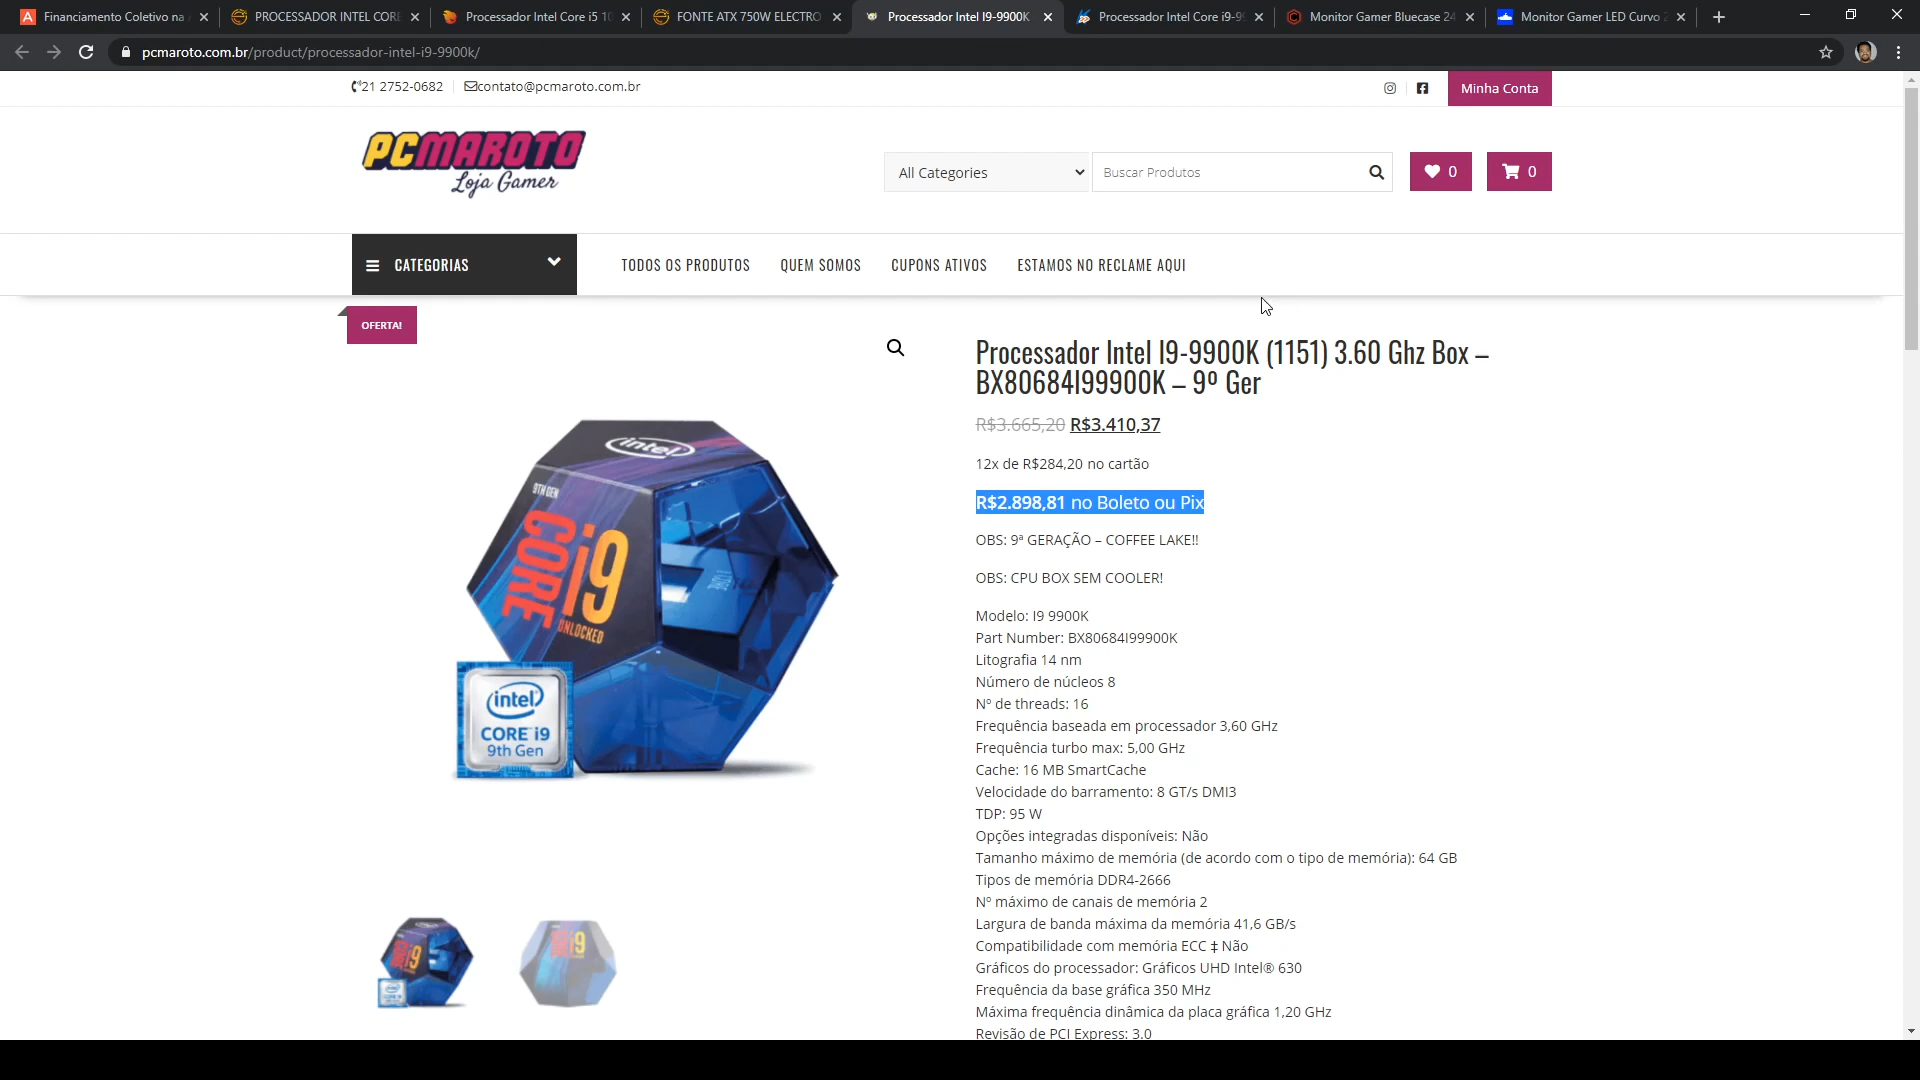 Financiamento Coletivo na
PROCESSADOR INTEL CORE
Processador Intel Core i5 10
FONTE ATX 750W ELECTRO
Processador Intel I9-9900K
Processador Intel Core i9-99
Monitor Gamer Bluecase 24
Monitor Gamer LED Curvo 2
pcmaroto.com.br/product/processador-intel-i9-9900k/
21 2752-0682
contato@pcmaroto.com.br
Minha Conta
PCMAROTO
Loja Gamer
All Categories
Buscar Produtos
0
0
CATEGORIAS
TODOS OS PRODUTOS
QUEM SOMOS
CUPONS ATIVOS
ESTAMOS NO RECLAME AQUI
OFERTA!
Processador Intel I9-9900K (1151) 3.60 Ghz Box –
BX80684I99900K – 9º Ger
R$3.665,20 R$3.410,37
12x de R$284,20 no cartão
R$2.898,81 no Boleto ou Pix
OBS: 9ª GERAÇÃO – COFFEE LAKE!!
OBS: CPU BOX SEM COOLER!
Modelo: I9 9900K
Part Number: BX80684I99900K
Litografia 14 nm
Número de núcleos 8
Nº de threads: 16
Frequência baseada em processador 3,60 GHz
Frequência turbo max: 5,00 GHz
Cache: 16 MB SmartCache
Velocidade do barramento: 8 GT/s DMI3
TDP: 95 W
Opções integradas disponíveis: Não
Tamanho máximo de memória (de acordo com o tipo de memória): 64 GB
Tipos de memória DDR4-2666
Nº máximo de canais de memória 2
Largura de banda máxima da memória 41,6 GB/s
Compatibilidade com memória ECC ‡ Não
Gráficos do processador: Gráficos UHD Intel® 630
Frequência da base gráfica 350 MHz
Máxima frequência dinâmica da placa gráfica 1,20 GHz
Revisão de PCI Express: 3.0
intel
9TH GEN
CORE i9
UNLOCKED
intel
CORE i9
9th Gen